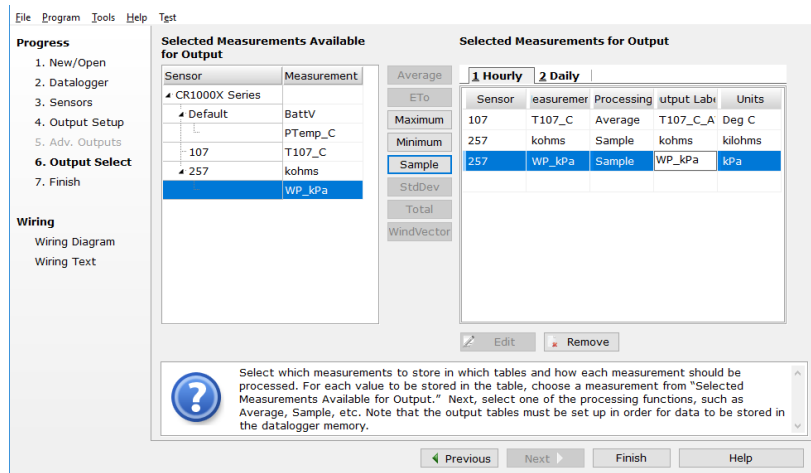 File Program Tools Help Test
Progress
1. New/Open
2. Datalogger
3. Sensors
4. Output Setup
5. Adv. Outputs
6. Output Select
7. Finish
Wiring
Wiring Diagram
Wiring Text
Selected Measurements Available
for Output
Sensor Measurement
CR1000X Series
Default BattV
PTemp_C
107 T107_C
257 kohms
WP_kPa
Average
ETo
Maximum
Minimum
Sample
StdDev
Total
WindVector
Selected Measurements for Output
1 Hourly 2 Daily
Sensor easuremer Processing utput Labe Units
107 T107_C Average T107_C_A Deg C
257 kohms Sample kohms kilohms
257 WP_kPa Sample WP_kPa kPa
Edit Remove
Select which measurements to store in which tables and how each measurement should be
processed. For each value to be stored in the table, choose a measurement from “Selected
Measurements Available for Output.” Next, select one of the processing functions, such as
Average, Sample, etc. Note that the output tables must be set up in order for data to be stored in
the datalogger memory.
Previous Next Finish Help